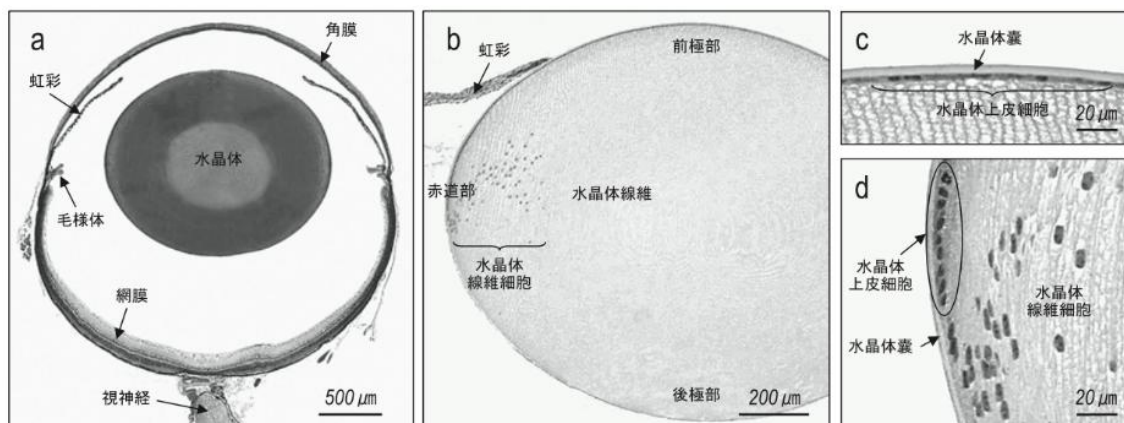 a
角膜
虹彩
水晶体
毛様体
網膜
視神経
500 μm
b
虹彩
前極部
赤道部
水晶体線維
水晶体
線維細胞
後極部
200 μm
c
水晶体嚢
水晶体上皮細胞
20 μm
d
水晶体
上皮細胞
水晶体
線維細胞
水晶体嚢
20 μm